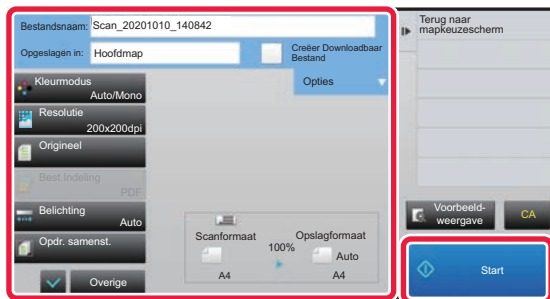 Bestandsnaam: Scan_20201010_140842
Opgeslagen in: Hoofdmap
Creëer Downloadbaar
Bestand
Opties
Kleurmodus
Auto/Mono
Resolutie
200x200dpi
Origineel
Best.Indeling
PDF
Belichting
Auto
Opdr. samenst.
Overige
Scanformaat
A4
100%
Opslagformaat
Auto
A4
Terug naar
mapkeuzescherm
Voorbeeld-
weergave
CA
Start